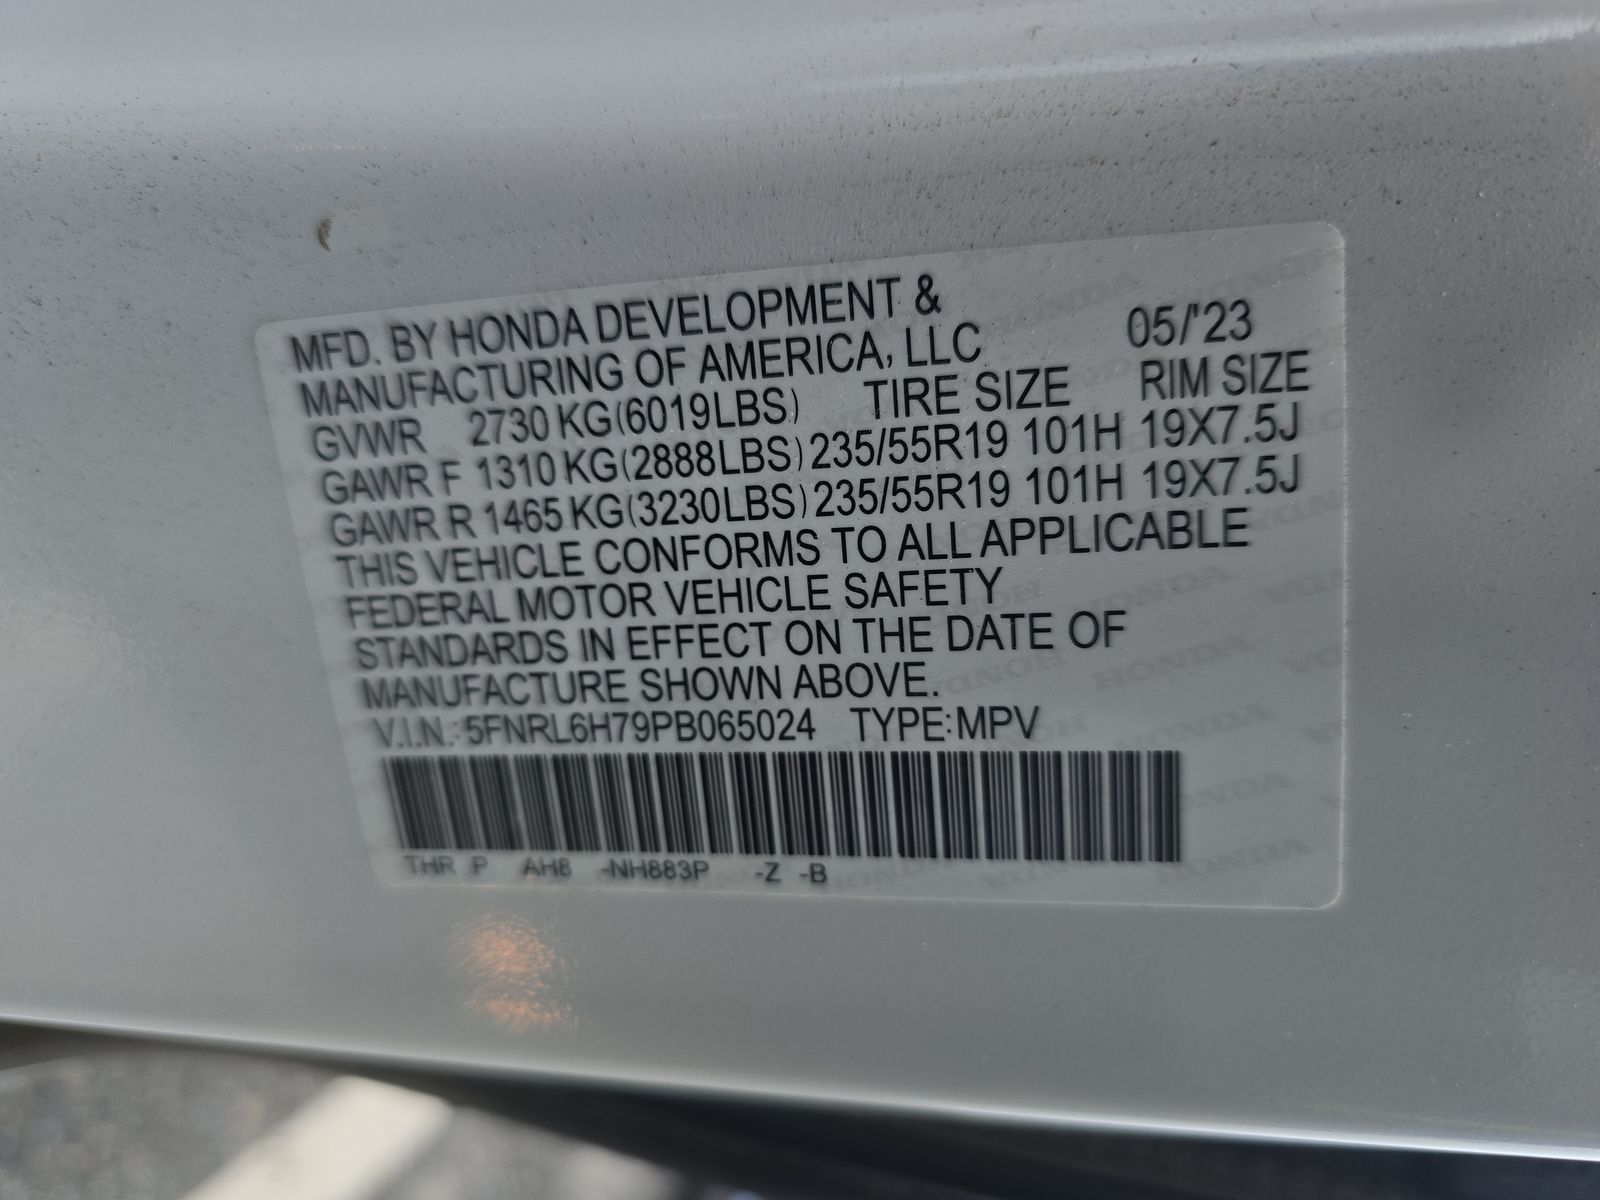 MFD. BY HONDA DEVELOPMENT &
MANUFACTURING OF AMERICA, LLC 05/'23
GVWR 2730 KG(6019LBS) TIRE SIZE RIM SIZE
GAWR F 1310 KG(2888LBS) 235/55R19 101H 19X7.5J
GAWR R 1465 KG(3230LBS) 235/55R19 101H 19X7.5J
THIS VEHICLE CONFORMS TO ALL APPLICABLE
FEDERAL MOTOR VEHICLE SAFETY
STANDARDS IN EFFECT ON THE DATE OF
MANUFACTURE SHOWN ABOVE.
V.I.N.: 5FNRL6H79PB065024 TYPE:MPV
THR P AH8 -NH883P -Z -B